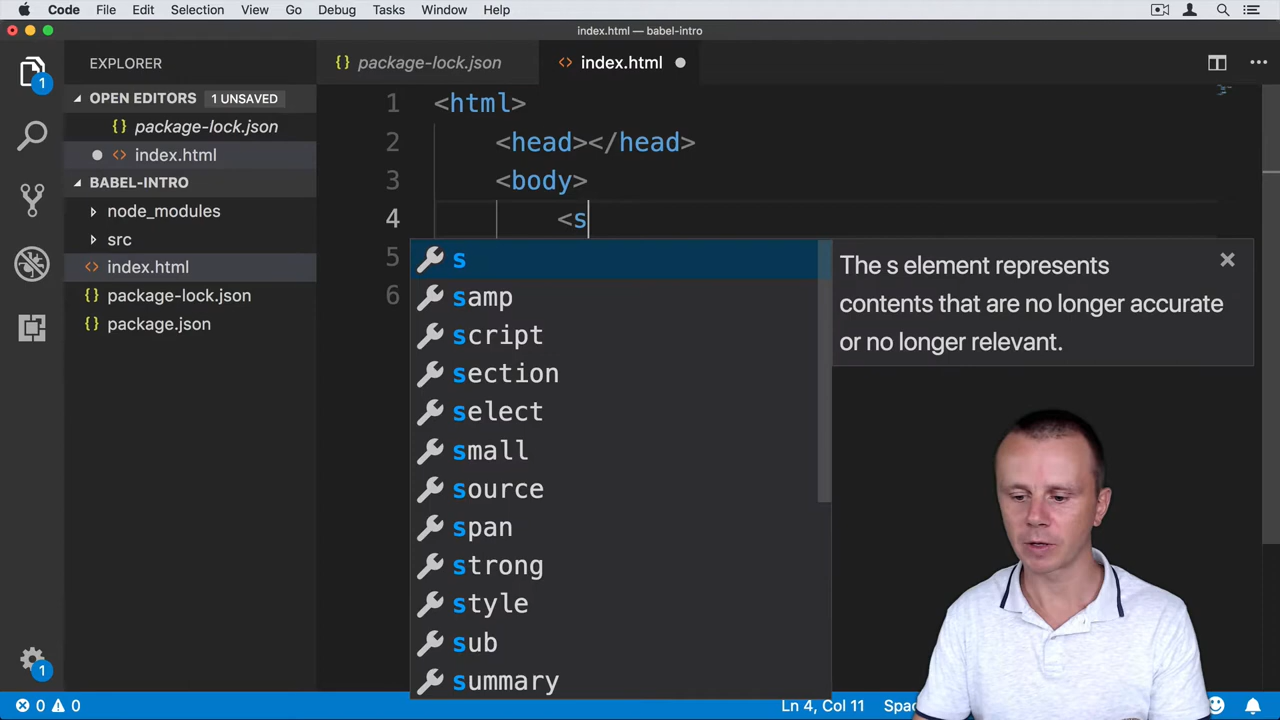 Code File Edit Selection View Go Debug Tasks Window Help
index.html — babel-intro
EXPLORER
OPEN EDITORS 1 UNSAVED
{} package-lock.json
<> index.html
BABEL-INTRO
node_modules
src
<> index.html
{} package-lock.json
{} package.json
1
1
{} package-lock.json
<> index.html
1 <html>
2 <head></head>
3 <body>
4 <s
5
6
s
samp
script
section
select
small
source
span
strong
style
sub
summary
The s element represents
contents that are no longer accurate
or no longer relevant.
0 0
Ln 4, Col 11